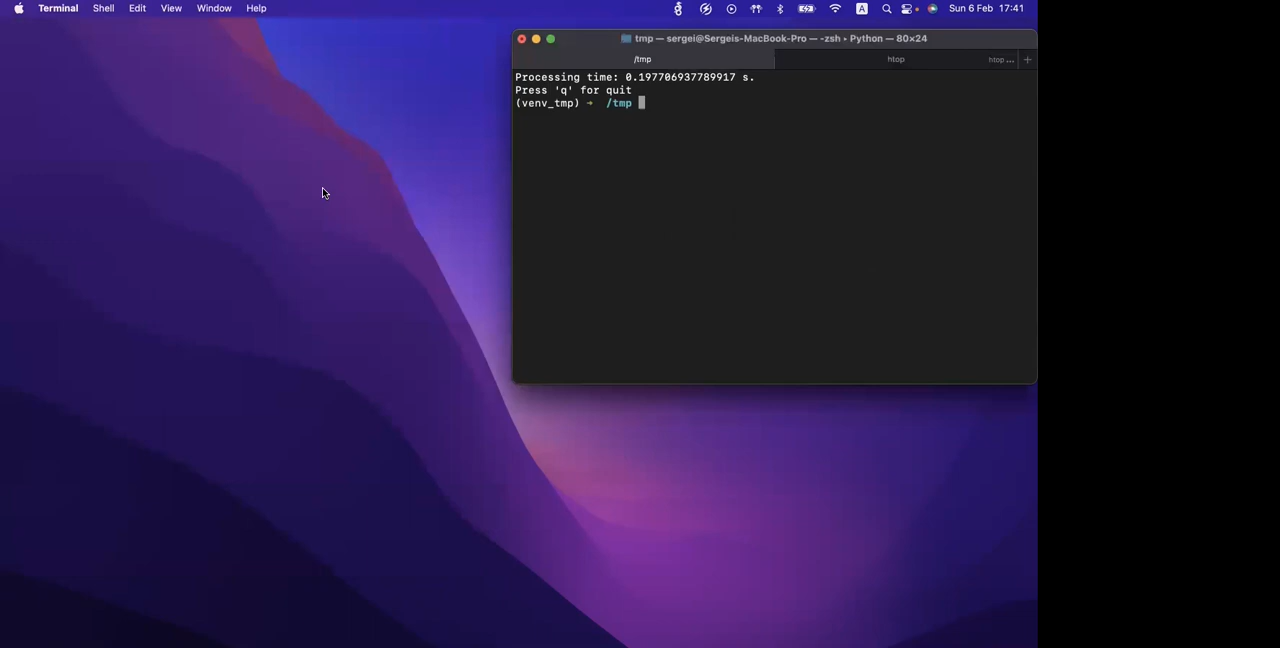 Terminal Shell Edit View Window Help A Sun 6 Feb 17:41
tmp — sergei@Sergeis-MacBook-Pro — -zsh ▸ Python — 80×24
/tmp htop htop ... +
Processing time: 0.197706937789917 s.
Press 'q' for quit
(venv_tmp) → /tmp